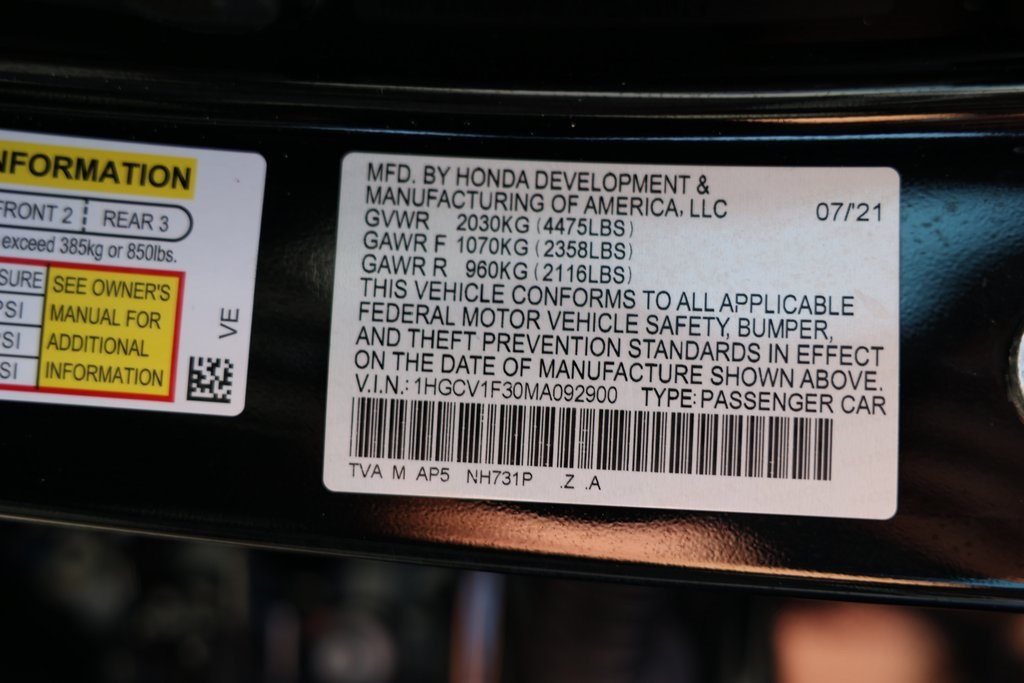 NFORMATION
FRONT 2 REAR 3
exceed 385kg or 850lbs.
SURE
PSI
PSI
SI
SEE OWNER'S
MANUAL FOR
ADDITIONAL
INFORMATION
VE
MFD. BY HONDA DEVELOPMENT &
MANUFACTURING OF AMERICA, LLC 07/'21
GVWR 2030KG (4475LBS)
GAWR F 1070KG (2358LBS)
GAWR R 960KG (2116LBS)
THIS VEHICLE CONFORMS TO ALL APPLICABLE
FEDERAL MOTOR VEHICLE SAFETY, BUMPER,
AND THEFT PREVENTION STANDARDS IN EFFECT
ON THE DATE OF MANUFACTURE SHOWN ABOVE.
V.I.N.: 1HGCV1F30MA092900 TYPE: PASSENGER CAR
TVA M AP5 NH731P .Z .A